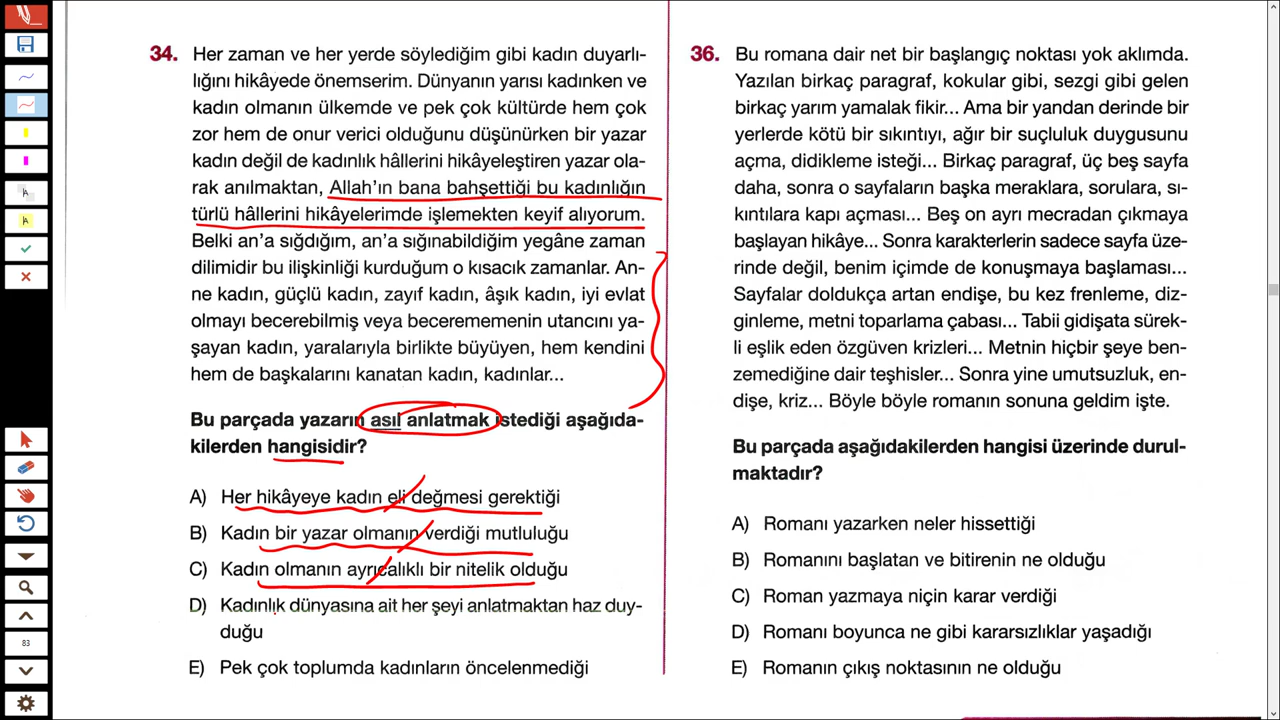 34. Her zaman ve her yerde söylediğim gibi kadın duyarlı-
lığını hikâyede önemserim. Dünyanın yarısı kadınken ve
kadın olmanın ülkemde ve pek çok kültürde hem çok
zor hem de onur verici olduğunu düşünürken bir yazar
kadın değil de kadınlık hâllerini hikâyeleştiren yazar ola-
rak anılmaktan, Allah'ın bana bahşettiği bu kadınlığın
türlü hâllerini hikâyelerimde işlemekten keyif alıyorum.
Belki an'a sığdığım, an'a sığınabildiğim yegâne zaman
dilimidir bu ilişkinliği kurduğum o kısacık zamanlar. An-
ne kadın, güçlü kadın, zayıf kadın, âşık kadın, iyi evlat
olmayı becerebilmiş veya beceremenin utancını ya-
şayan kadın, yaralarıyla birlikte büyüyen, hem kendini
hem de başkalarını kanatan kadın, kadınlar...
Bu parçada yazarın asıl anlatmak istediği aşağıda-
kilerden hangisidir?
A) Her hikâyeye kadın eli değmesi gerektiği
B) Kadın bir yazar olmanın verdiği mutluluğu
C) Kadın olmanın ayrıcalıklı bir nitelik olduğu
D) Kadınlık dünyasına ait her şeyi anlatmaktan haz duy-
duğu
E) Pek çok toplumda kadınların öncelenmediği
36. Bu romana dair net bir başlangıç noktası yok aklımda.
Yazılan birkaç paragraf, kokular gibi, sezgi gibi gelen
birkaç yarım yamalak fikir... Ama bir yandan derinde bir
yerlerde kötü bir sıkıntıyı, ağır bir suçluluk duygusunu
açma, didikleme isteği... Birkaç paragraf, üç beş sayfa
daha, sonra o sayfaların başka meraklara, sorulara, sı-
kıntılara kapı açması... Beş on ayrı mecradan çıkmaya
başlayan hikâye... Sonra karakterlerin sadece sayfa üze-
rinde değil, benim içimde de konuşmaya başlaması...
Sayfalar doldukça artan endişe, bu kez frenleme, diz-
ginleme, metni toparlama çabası... Tabii gidişata sürek-
li eşlik eden özgüven krizleri... Metnin hiçbir şeye ben-
zemediğine dair teşhisler... Sonra yine umutsuzluk, en-
dişe, kriz... Böyle böyle romanın sonuna geldim işte.
Bu parçada aşağıdakilerden hangisi üzerinde durul-
maktadır?
A) Romanı yazarken neler hissettiği
B) Romanını başlatan ve bitirenin ne olduğu
C) Roman yazmaya niçin karar verdiği
D) Romanı boyunca ne gibi kararsızlıklar yaşadığı
E) Romanın çıkış noktasının ne olduğu
A
A
83